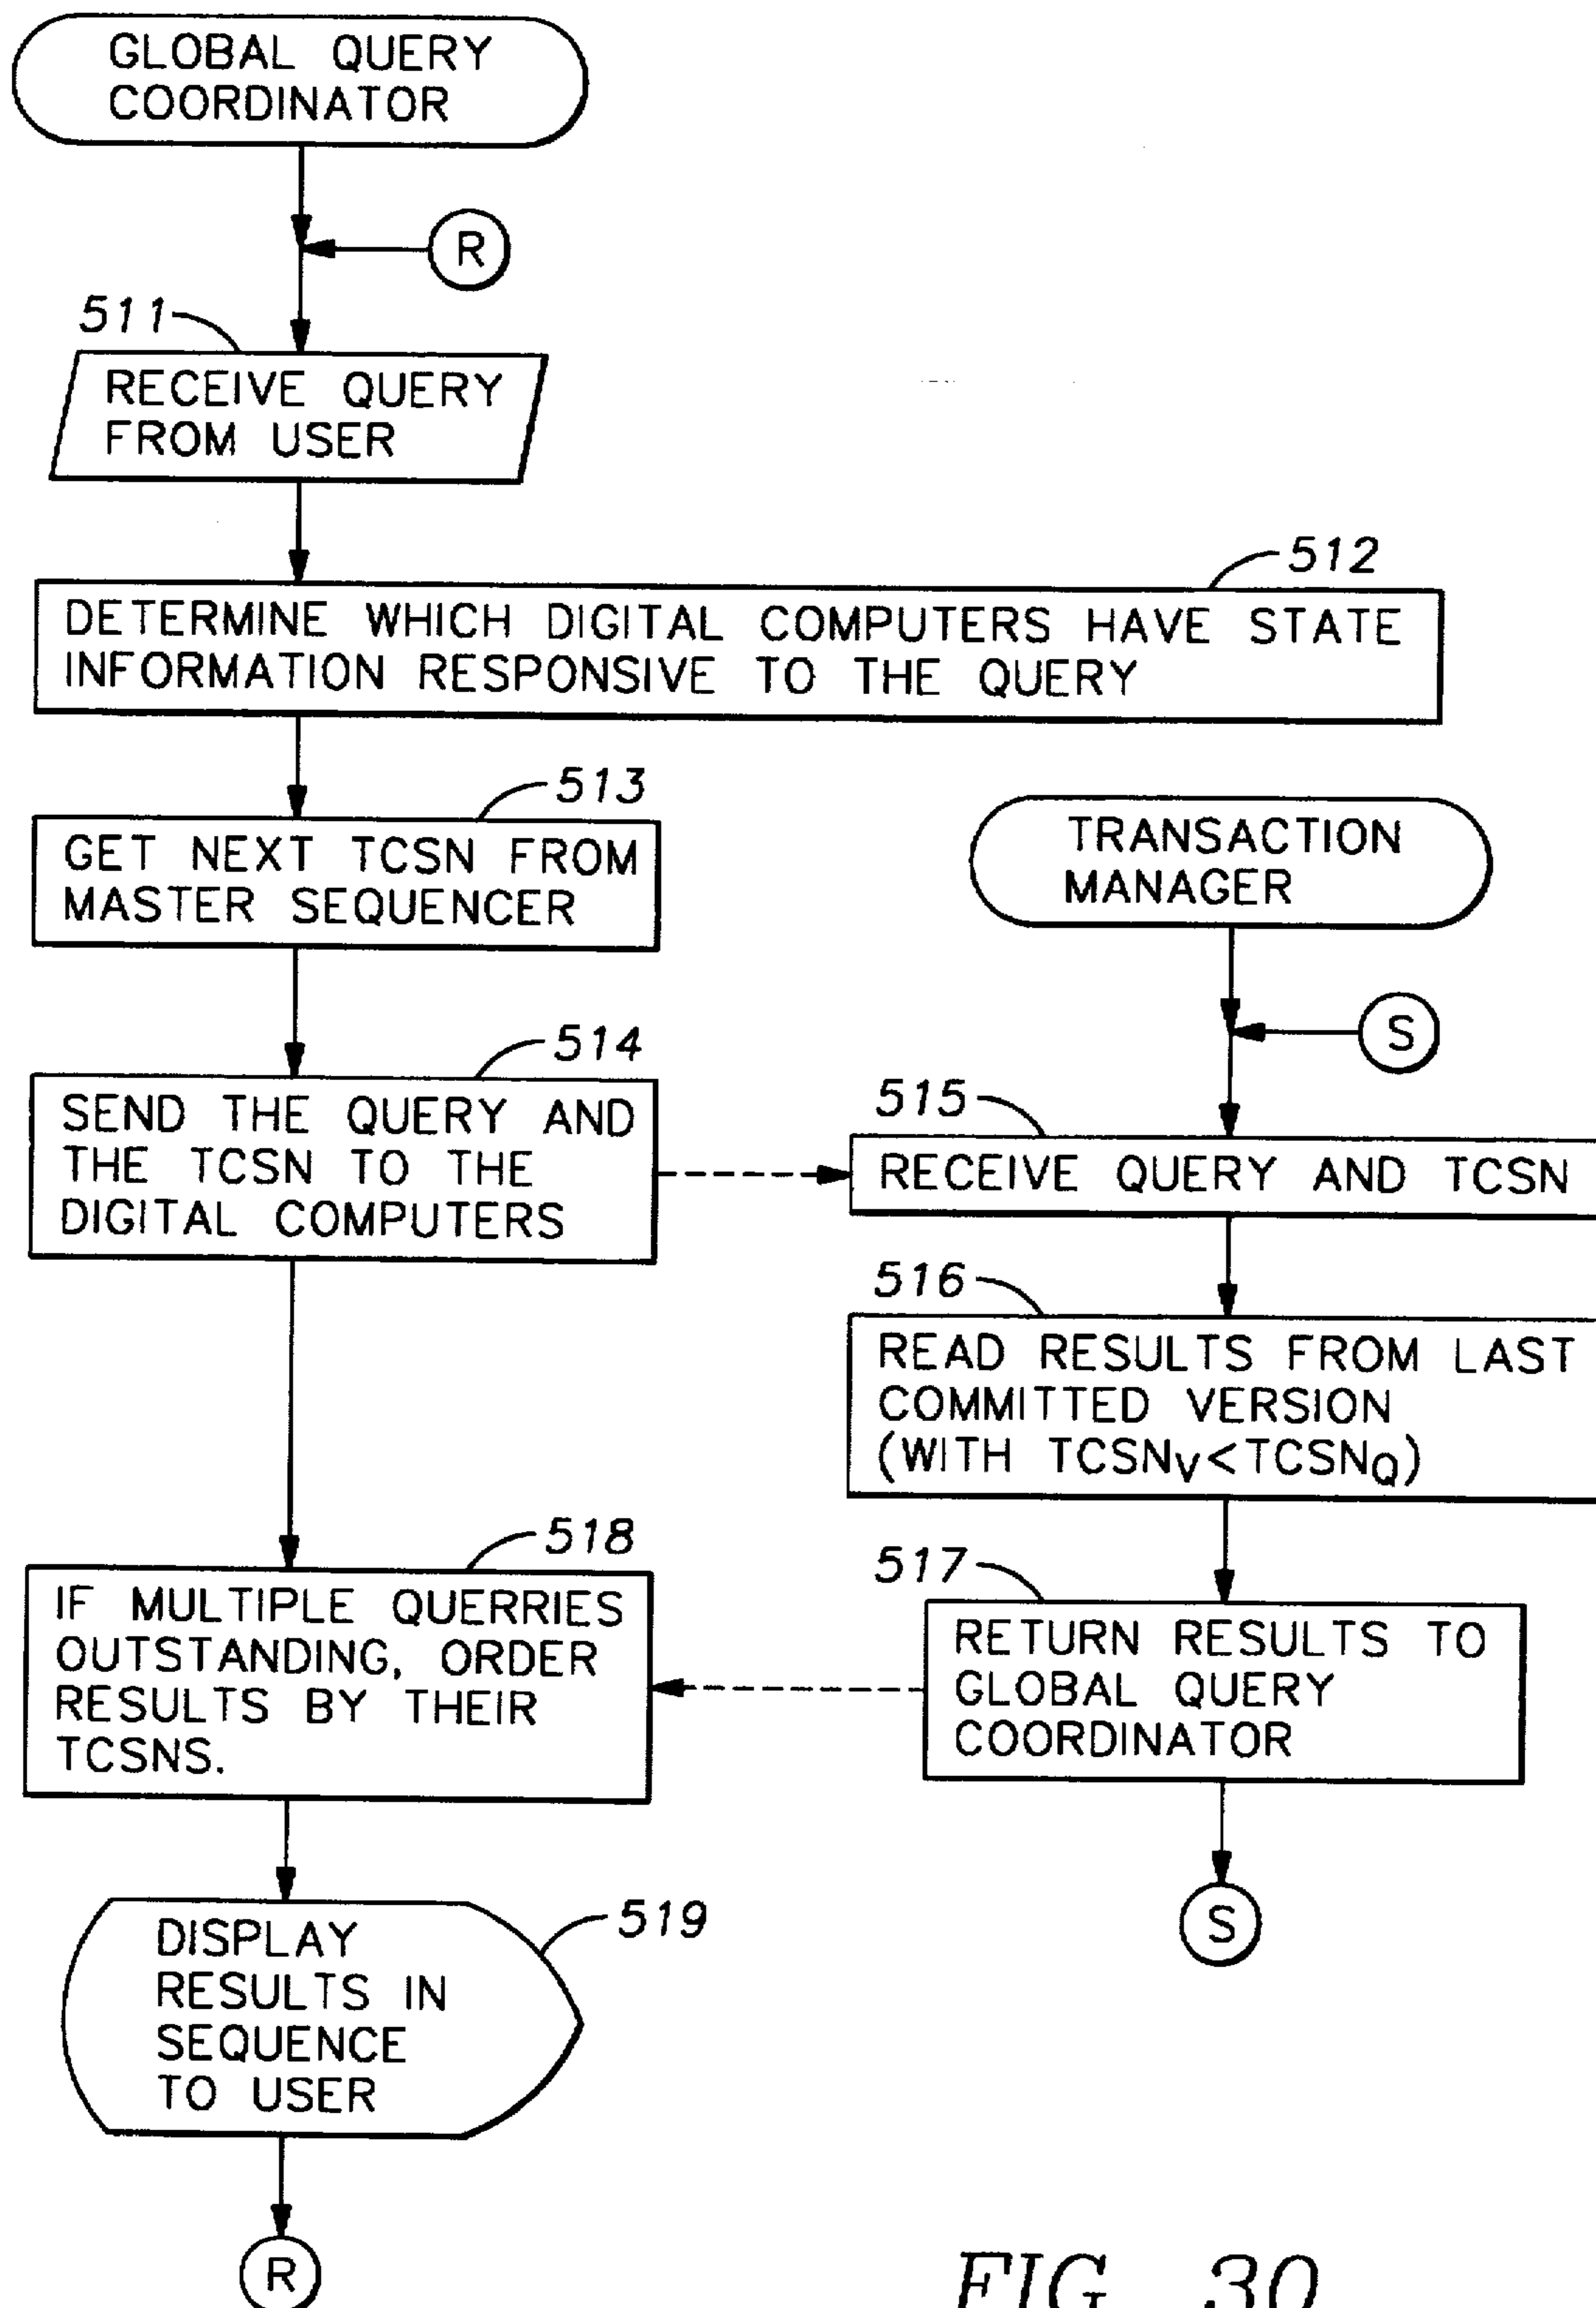 GLOBAL QUERY
COORDINATOR
R
511
RECEIVE QUERY
FROM USER
512
DETERMINE WHICH DIGITAL COMPUTERS HAVE STATE
INFORMATION RESPONSIVE TO THE QUERY
513
GET NEXT TCSN FROM
MASTER SEQUENCER
TRANSACTION
MANAGER
S
514
SEND THE QUERY AND
THE TCSN TO THE
DIGITAL COMPUTERS
515
RECEIVE QUERY AND TCSN
516
READ RESULTS FROM LAST
COMMITTED VERSION
(WITH TCSNV<TCSNQ)
518
IF MULTIPLE QUERRIES
OUTSTANDING, ORDER
RESULTS BY THEIR
TCSNS.
517
RETURN RESULTS TO
GLOBAL QUERY
COORDINATOR
S
519
DISPLAY
RESULTS IN
SEQUENCE
TO USER
R
FIG. 30